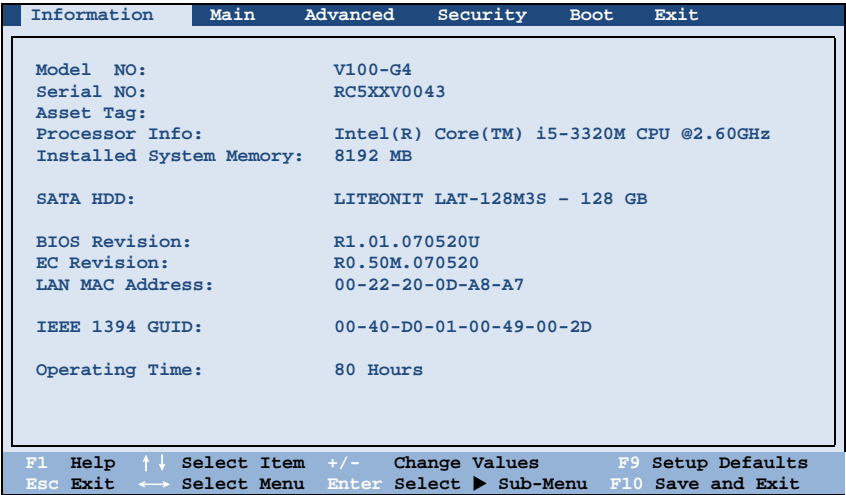 Information Main Advanced Security Boot Exit
Model NO: V100-G4
Serial NO: RC5XXV0043
Asset Tag:
Processor Info: Intel(R) Core(TM) i5-3320M CPU @2.60GHz
Installed System Memory: 8192 MB
SATA HDD: LITEONIT LAT-128M3S – 128 GB
BIOS Revision: R1.01.070520U
EC Revision: R0.50M.070520
LAN MAC Address: 00-22-20-0D-A8-A7
IEEE 1394 GUID: 00-40-D0-01-00-49-00-2D
Operating Time: 80 Hours
F1 Help ↑↓ Select Item +/- Change Values F9 Setup Defaults
Esc Exit ←→ Select Menu Enter Select ▶ Sub-Menu F10 Save and Exit